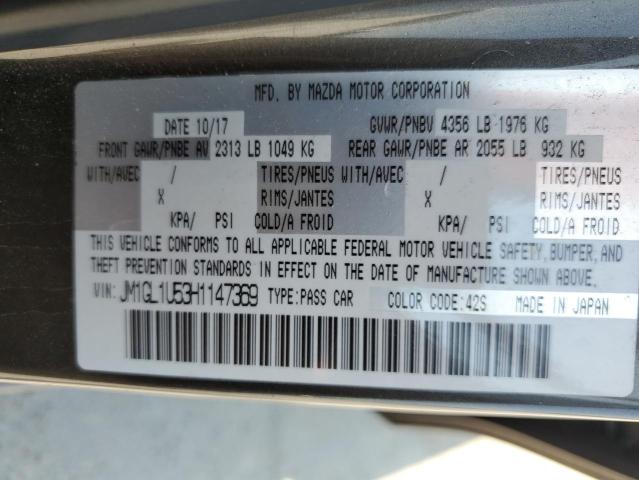 MFD. BY MAZDA MOTOR CORPORATION
DATE 10/17 GVWR/PNBV 4356 LB 1976 KG
FRONT GAWR/PNBE AV 2313 LB 1049 KG REAR GAWR/PNBE AR 2055 LB 932 KG
WITH/AVEC / TIRES/PNEUS WITH/AVEC / TIRES/PNEUS
X RIMS/JANTES X RIMS/JANTES
KPA/ PSI COLD/A FROID KPA/ PSI COLD/A FROID
THIS VEHICLE CONFORMS TO ALL APPLICABLE FEDERAL MOTOR VEHICLE SAFETY, BUMPER, AND
THEFT PREVENTION STANDARDS IN EFFECT ON THE DATE OF MANUFACTURE SHOWN ABOVE.
VIN: JM1GL1U53H1147369 TYPE: PASS CAR COLOR CODE: 42S MADE IN JAPAN